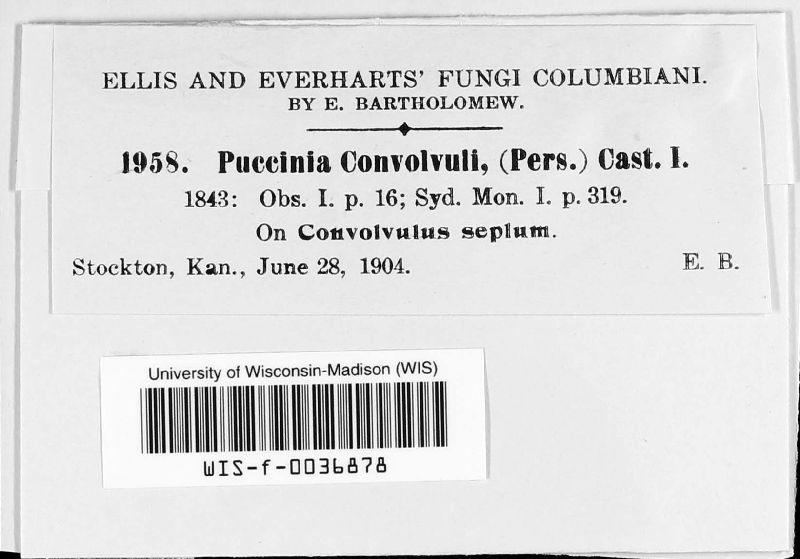 ELLIS AND EVERHARTS' FUNGI COLUMBIANI.
BY E. BARTHOLOMEW.
1958. Puccinia Convolvuli, (Pers.) Cast. I.
1843: Obs. I. p. 16; Syd. Mon. I. p. 319.
On Convolvulus septum.
Stockton, Kan., June 28, 1904. E. B.
University of Wisconsin-Madison (WIS)
WIS-f-0036878